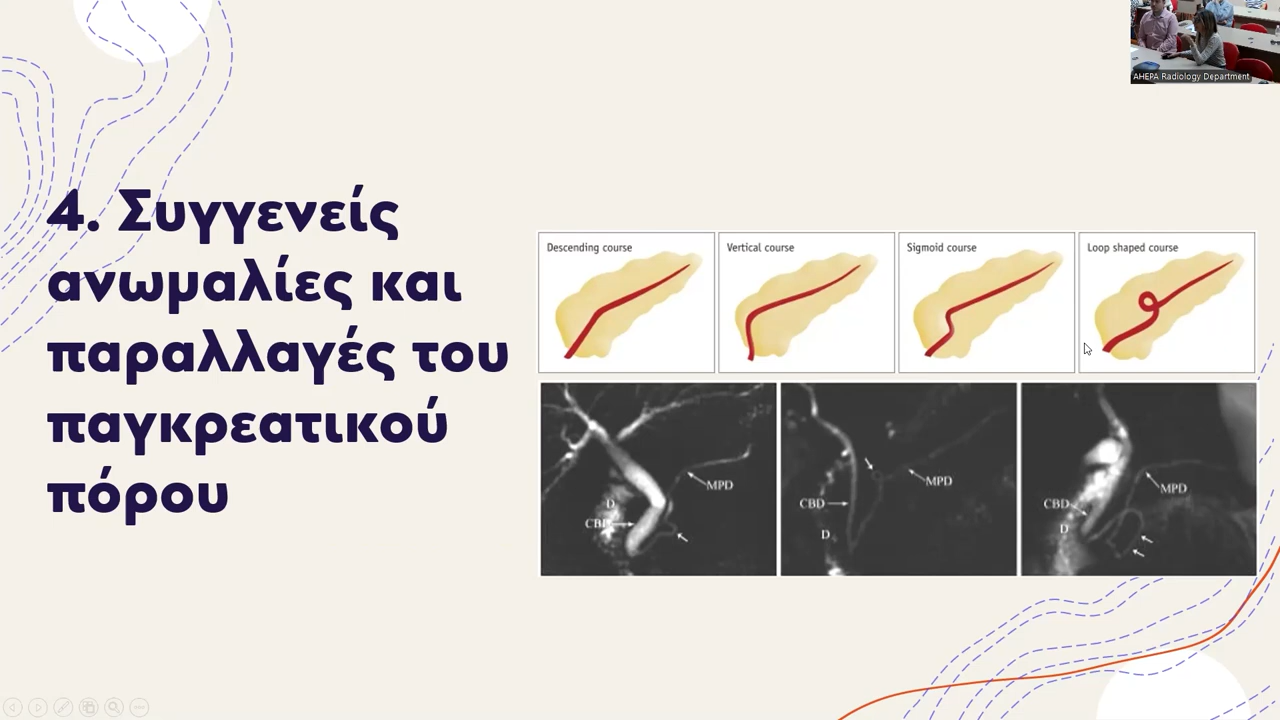 AHEPA Radiology Department
4. Συγγενείς
ανωμαλίες και
παραλλαγές του
παγκρεατικού
πόρου
Descending course
Vertical course
Sigmoid course
Loop shaped course
MPD
D
CBD
MPD
CBD
D
MPD
CBD
D